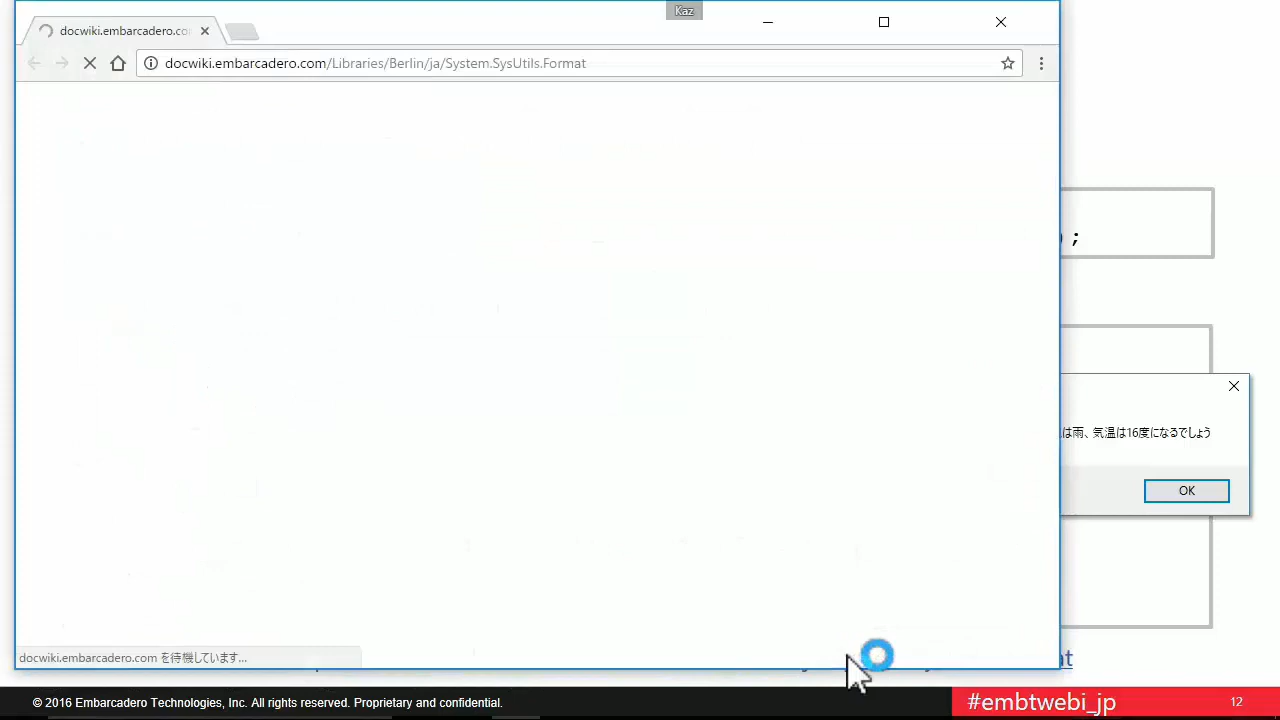 Kaz
docwiki.embarcadero.co
docwiki.embarcadero.com/Libraries/Berlin/ja/System.SysUtils.Format
);
は雨、気温は16度になるでしょう
OK
docwiki.embarcadero.com を待機しています...
at
© 2016 Embarcadero Technologies, Inc. All rights reserved. Proprietary and confidential.
#embtwebi_jp
12